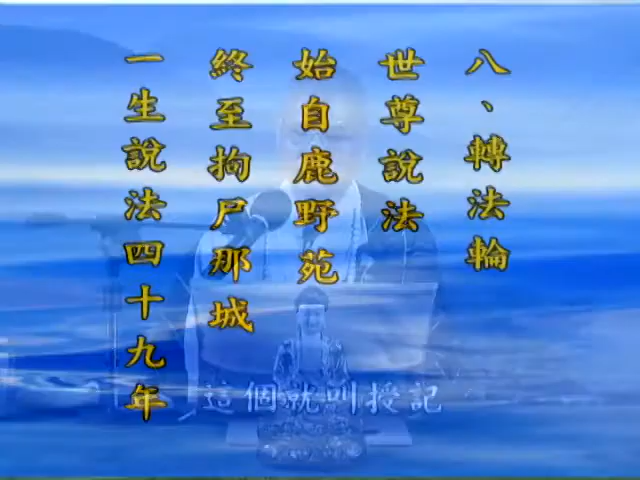 八、轉法輪
世尊說法
始自鹿野苑
終至拘尸那城
一生說法四十九年
這個就叫授記